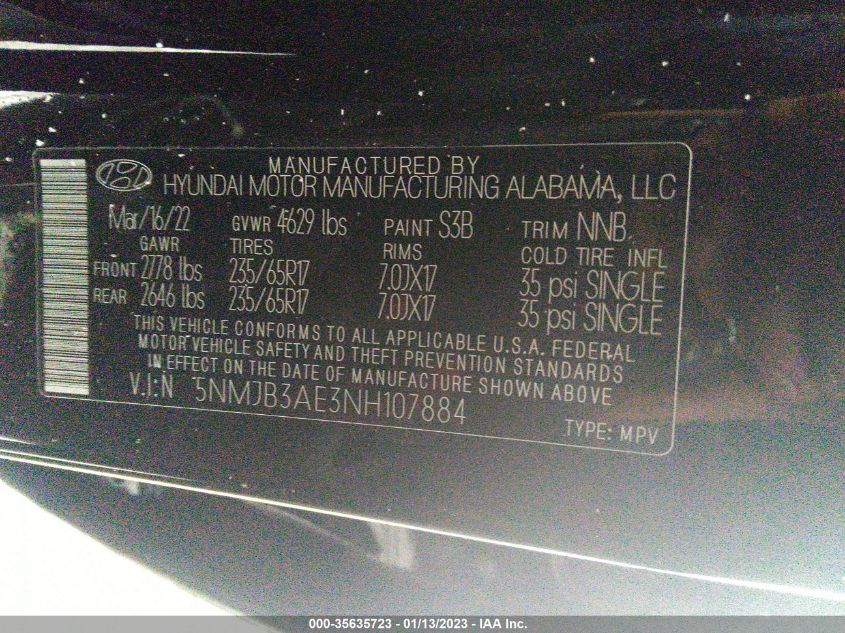 MANUFACTURED BY
HYUNDAI MOTOR MANUFACTURING ALABAMA, LLC
Mar/16/22 GVWR 4629 lbs PAINT S3B TRIM NNB
GAWR TIRES RIMS COLD TIRE INFL
FRONT 2778 lbs 235/65R17 7.0JX17 35 psi SINGLE
REAR 2646 lbs 235/65R17 7.0JX17 35 psi SINGLE
THIS VEHICLE CONFORMS TO ALL APPLICABLE U.S.A. FEDERAL
MOTOR VEHICLE SAFETY AND THEFT PREVENTION STANDARDS
IN EFFECT ON THE DATE OF MANUFACTURE SHOWN ABOVE
V.I.N 5NMJB3AE3NH107884
TYPE: MPV
000-35635723 - 01/13/2023 - IAA Inc.